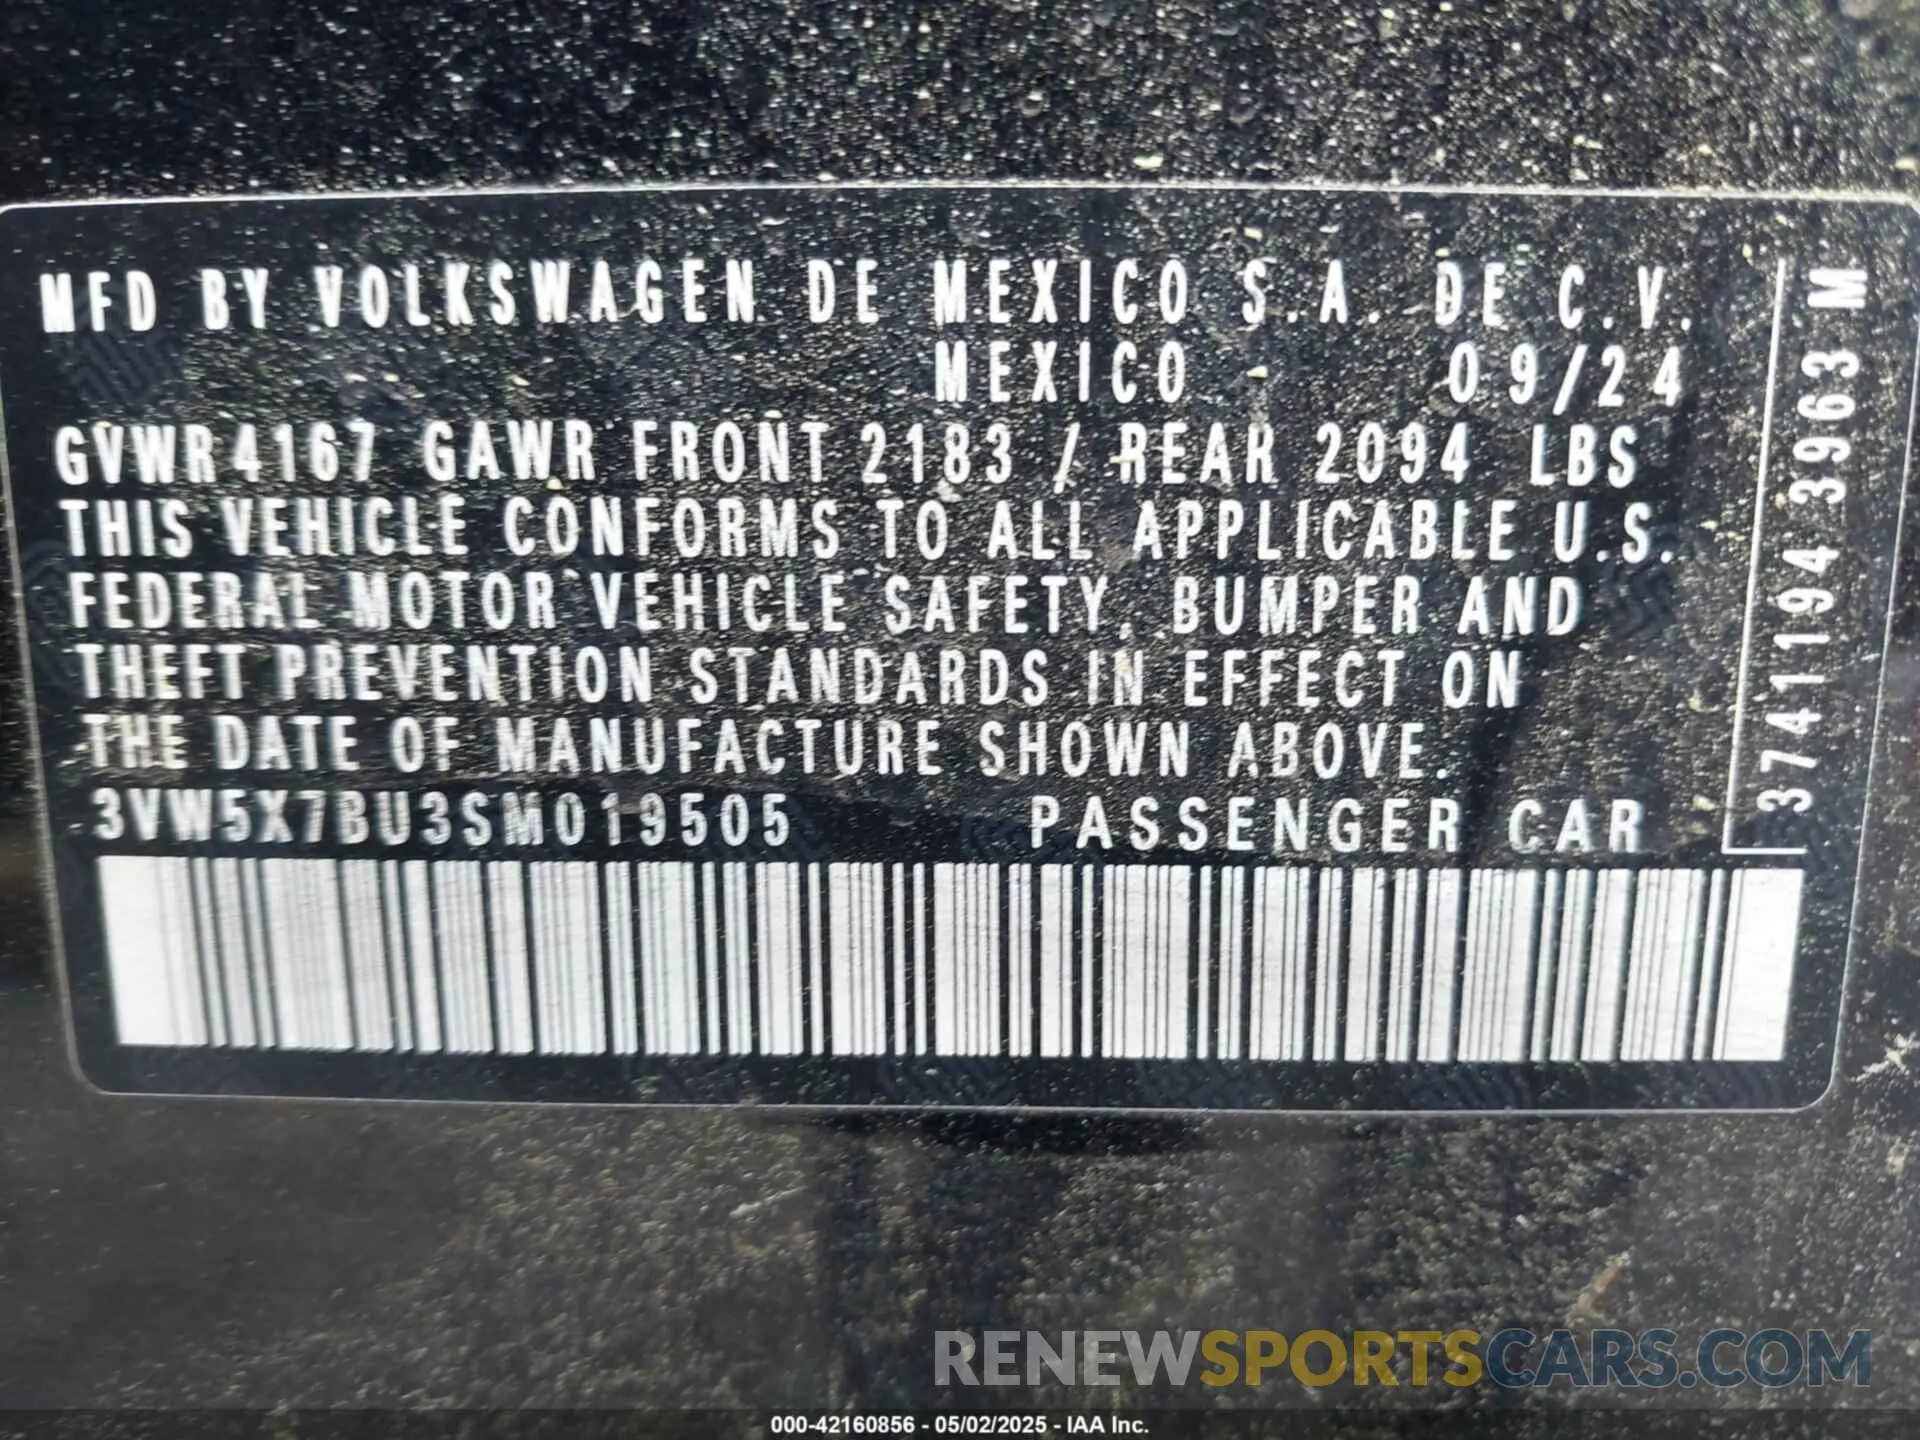 MFD BY VOLKSWAGEN DE MEXICO S.A. DE C.V.
MEXICO - 09/24
GVWR 4167 GAWR FRONT 2183 / REAR 2094 LBS
THIS VEHICLE CONFORMS TO ALL APPLICABLE U.S.
FEDERAL MOTOR VEHICLE SAFETY, BUMPER AND
THEFT PREVENTION STANDARDS IN EFFECT ON
THE DATE OF MANUFACTURE SHOWN ABOVE.
3VW5X7BU3SM019505 PASSENGER CAR
3741194 3963 M
RENEWSPORTSCARS.COM
000-42160856 - 05/02/2025 - IAA Inc.